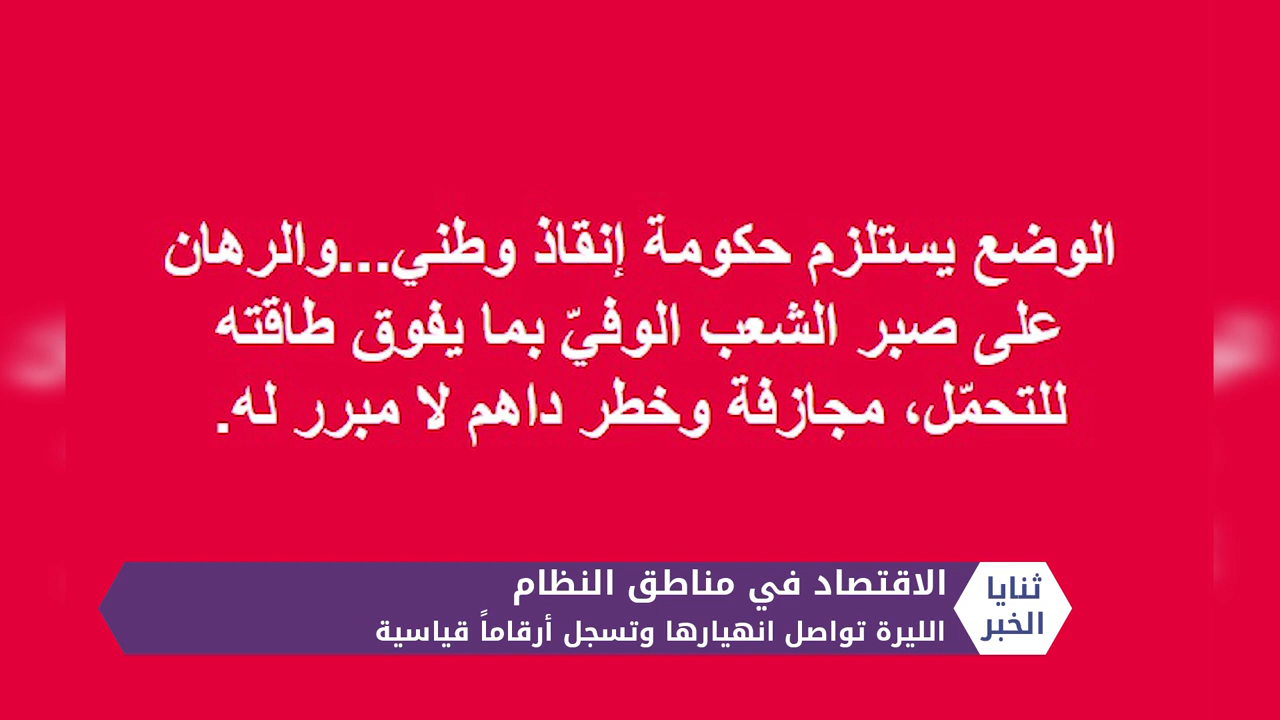 الوضع يستلزم حكومة إنقاذ وطني...والرهان
على صبر الشعب الوفيّ بما يفوق طاقته
للتحمّل، مجازفة وخطر داهم لا مبرر له.
ثنايا
الخبر
الاقتصاد في مناطق النظام
الليرة تواصل انهيارها وتسجل أرقاماً قياسية